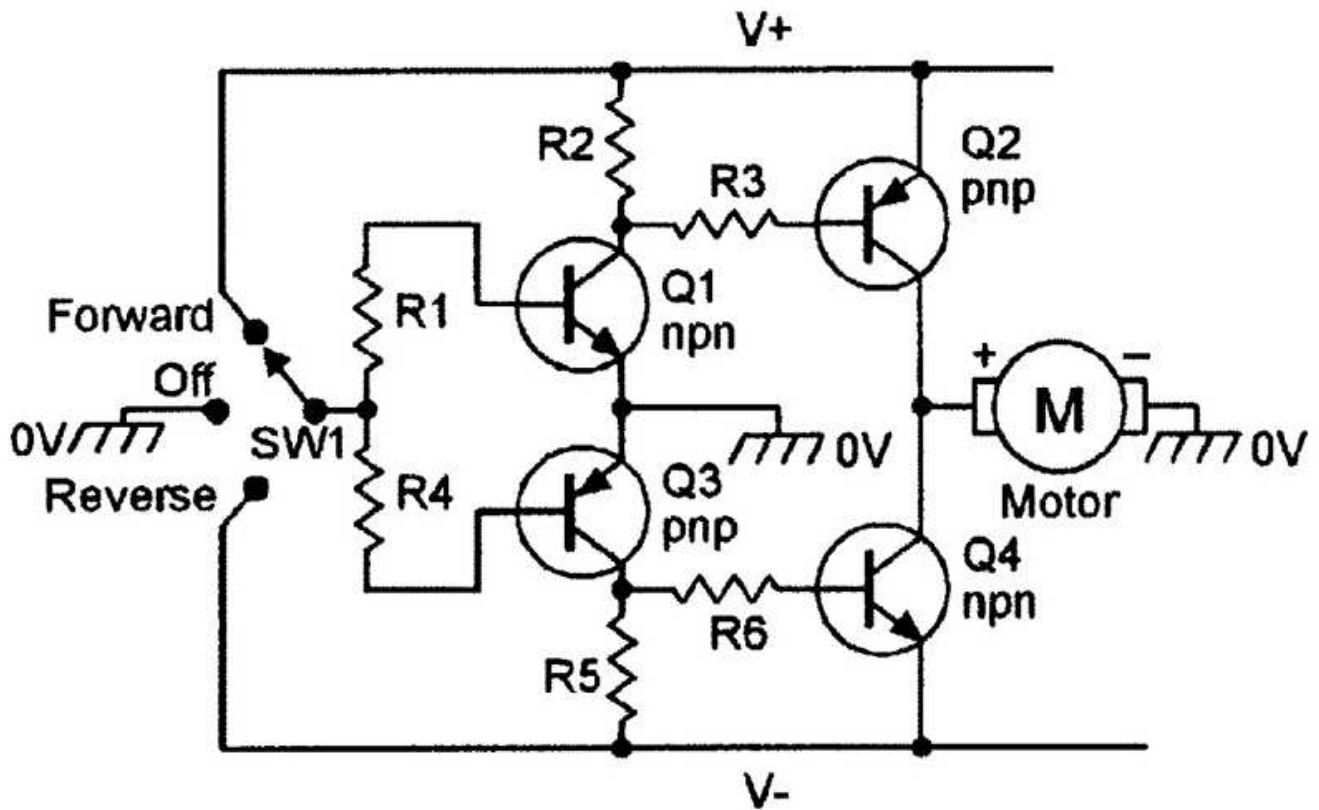 V+
R2
R3
Q2
pnp
R1
Q1
npn
Forward
Off
0V
SW1
Reverse
R4
0V
+
M
−
Motor
0V
Q3
pnp
R6
Q4
npn
R5
V-